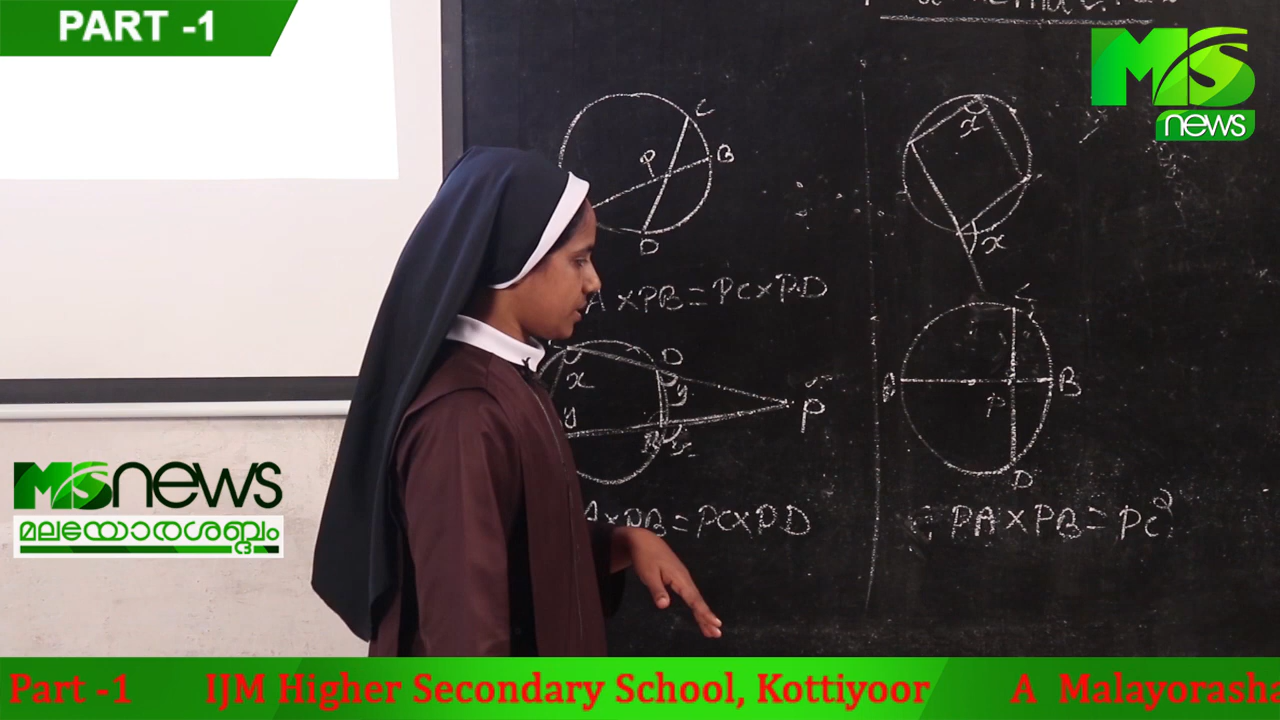 PART -1
MS
news
C
P
B
D
x
x
A×PB=PC×PD
D
x
y
y
B
x
P
C
A
B
P
D
A×PB=PC×PD
PA×PB=PC²
MSnews
മലയോരശബ്ദം
Part -1 IJM Higher Secondary School, Kottiyoor A Malayorasha